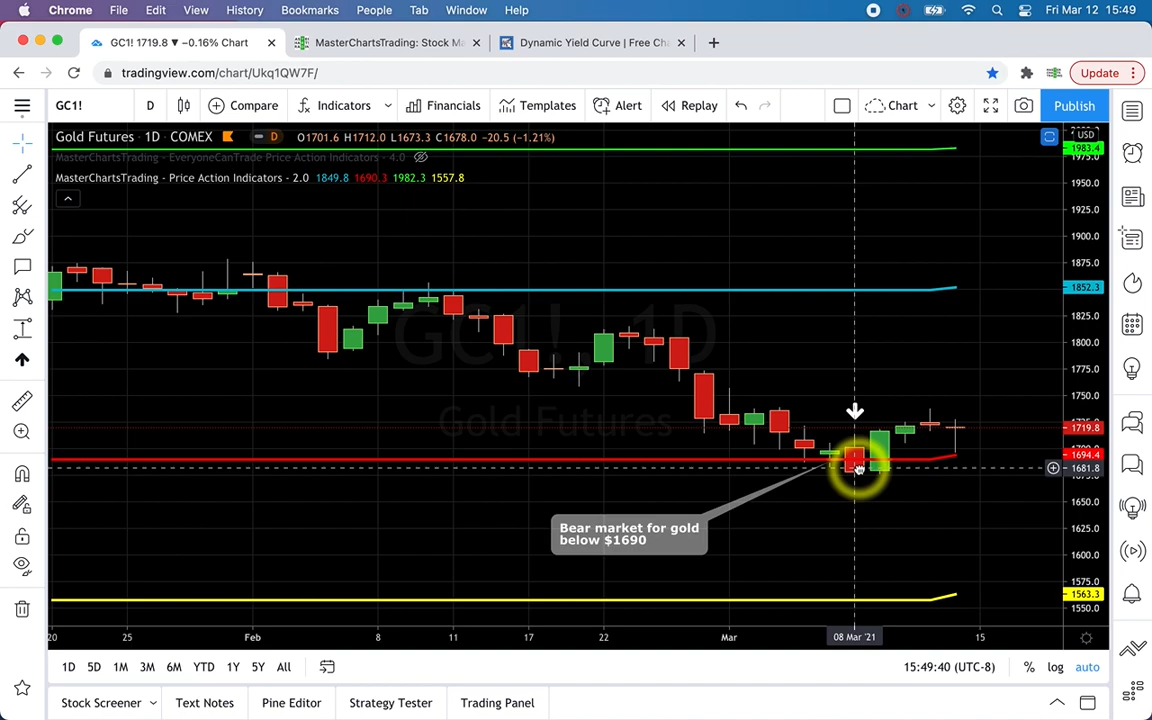 Chrome File Edit View History Bookmarks People Tab Window Help Fri Mar 12 15:49
GC1! 1719.8 ▼ −0.16% Chart
MasterChartsTrading: Stock Ma
Dynamic Yield Curve | Free Cha
tradingview.com/chart/Ukq1QW7F/
Update
GC1! D Compare Indicators Financials Templates Alert Replay Chart Publish
Gold Futures · 1D · COMEX D O1701.6 H1712.0 L1673.3 C1678.0 −20.5 (−1.21%)
MasterChartsTrading - EveryoneCanTrade Price Action Indicators - 4.0
MasterChartsTrading - Price Action Indicators - 2.0 1849.8 1690.3 1982.3 1557.8
USD
1983.4
1975.0
1950.0
1925.0
1900.0
1875.0
1852.3
1825.0
1800.0
1775.0
1750.0
1719.8
1694.4
1681.8
1650.0
1625.0
1600.0
1575.0
1563.3
1550.0
GC1!, 1D
Gold Futures
Bear market for gold
below $1690
20 25 Feb 8 11 17 22 Mar 08 Mar '21 15
1D 5D 1M 3M 6M YTD 1Y 5Y All 15:49:40 (UTC-8) % log auto
Stock Screener Text Notes Pine Editor Strategy Tester Trading Panel